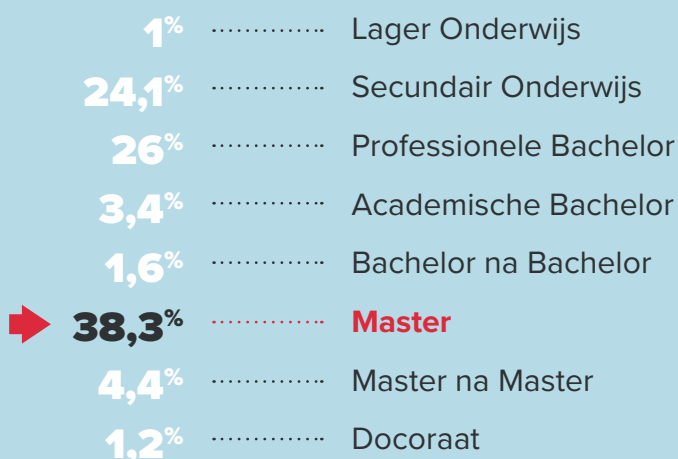 1% ............. Lager Onderwijs
24,1% ............. Secundair Onderwijs
26% ............. Professionele Bachelor
3,4% ............. Academische Bachelor
1,6% ............. Bachelor na Bachelor
38,3% ............. Master
4,4% ............. Master na Master
1,2% ............. Docoraat